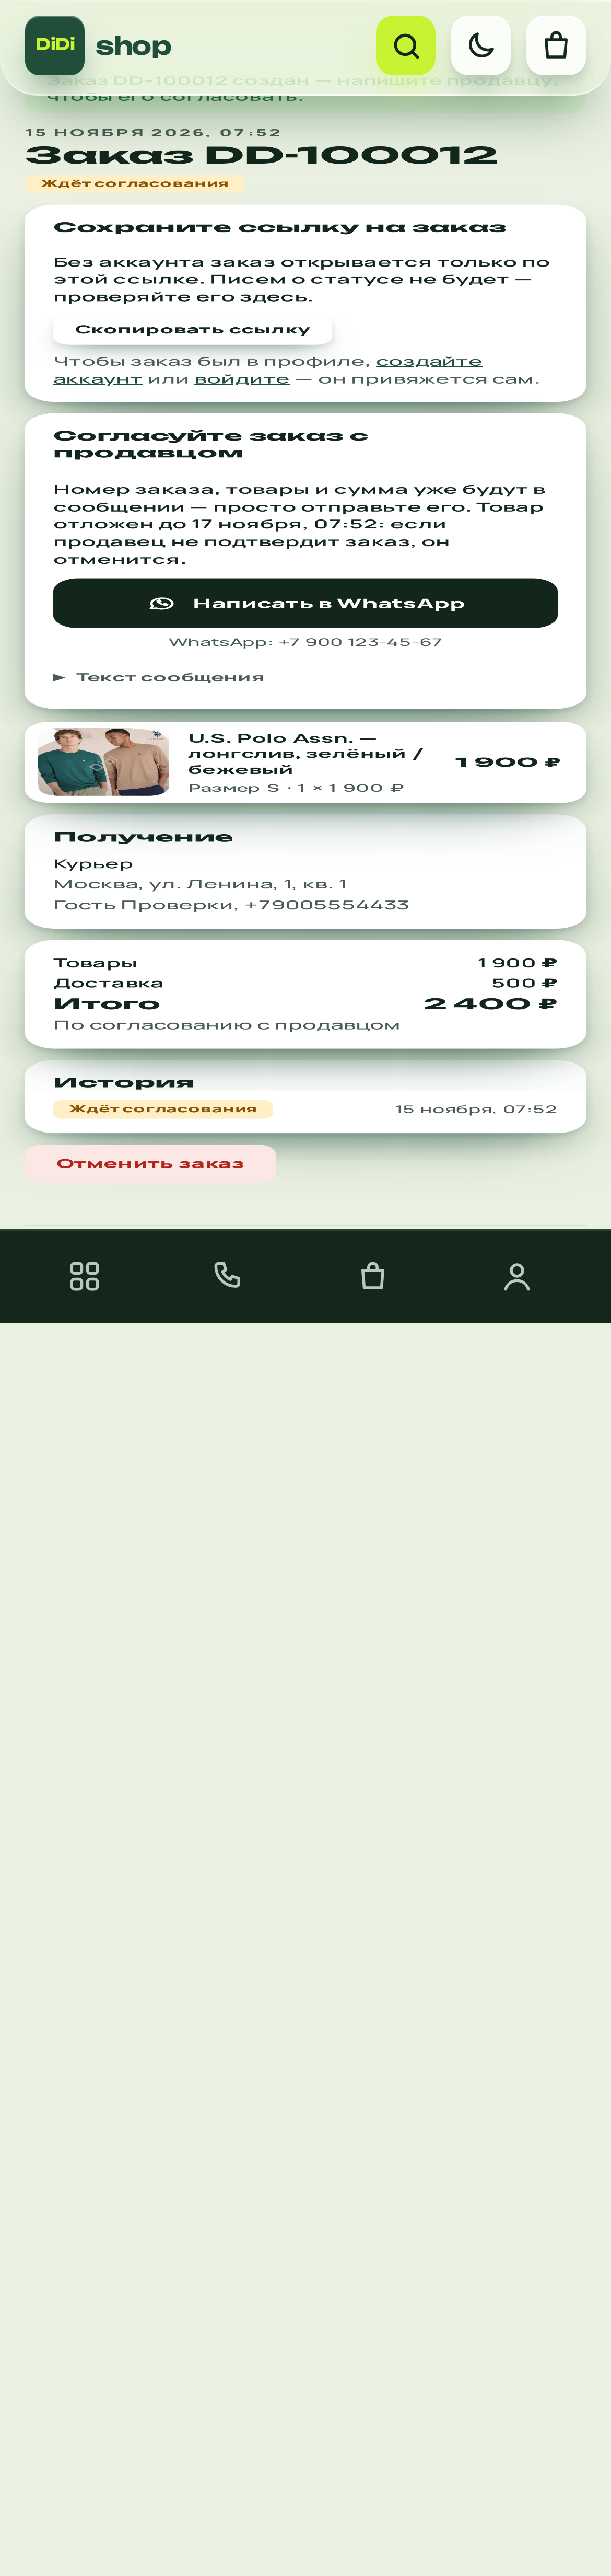 DiDi shop
Заказ DD-100012 создан — напишите продавцу,
чтобы его согласовать.
15 НОЯБРЯ 2026, 07:52
Заказ DD-100012
Ждёт согласования
Сохраните ссылку на заказ
Без аккаунта заказ открывается только по
этой ссылке. Писем о статусе не будет —
проверяйте его здесь.
Скопировать ссылку
Чтобы заказ был в профиле, создайте
аккаунт или войдите — он привяжется сам.
Согласуйте заказ с
продавцом
Номер заказа, товары и сумма уже будут в
сообщении — просто отправьте его. Товар
отложен до 17 ноября, 07:52: если
продавец не подтвердит заказ, он
отменится.
Написать в WhatsApp
WhatsApp: +7 900 123-45-67
► Текст сообщения
U.S. Polo Assn. —
лонгслив, зелёный /
бежевый
Размер S · 1 × 1 900 ₽
1 900 ₽
Получение
Курьер
Москва, ул. Ленина, 1, кв. 1
Гость Проверки, +79005554433
Товары 1 900 ₽
Доставка 500 ₽
Итого 2 400 ₽
По согласованию с продавцом
История
Ждёт согласования 15 ноября, 07:52
Отменить заказ